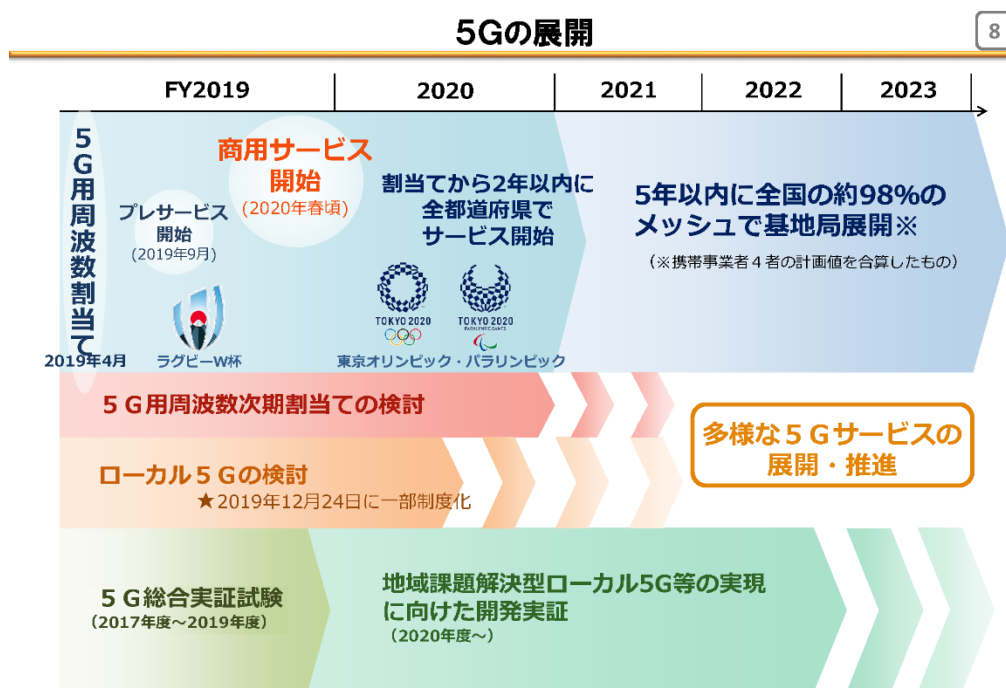 5Gの展開
8
FY2019
2020
2021
2022
2023
5G用周波数割当て
2019年4月
プレサービス
開始
(2019年9月)
商用サービス
開始
(2020年春頃)
ラグビーW杯
割当てから2年以内に
全都道府県で
サービス開始
TOKYO 2020
TOKYO 2020
PARALYMPIC GAMES
東京オリンピック・パラリンピック
5年以内に全国の約98%の
メッシュで基地局展開※
(※携帯事業者4者の計画値を合算したもの)
5G用周波数次期割当ての検討
ローカル5Gの検討
★2019年12月24日に一部制度化
多様な5Gサービスの
展開・推進
5G総合実証試験
(2017年度～2019年度)
地域課題解決型ローカル5G等の実現
に向けた開発実証
(2020年度～)